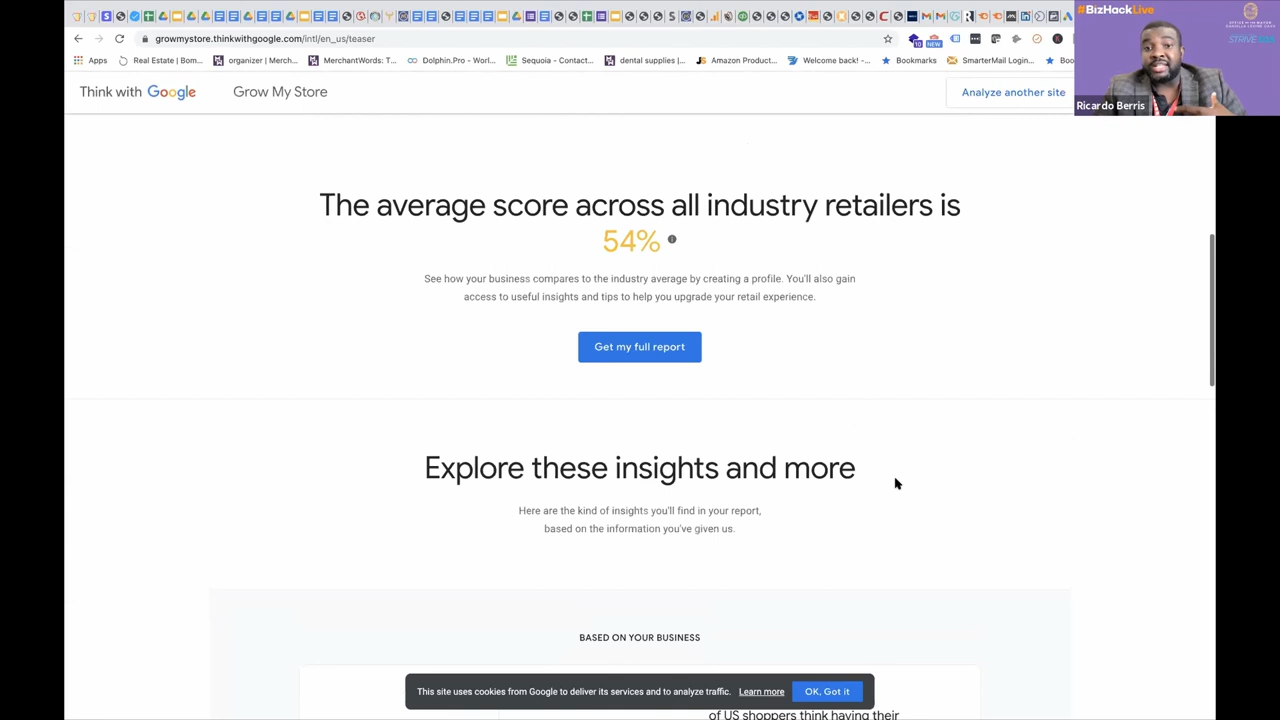 #BizHackLive
OFFICE OF THE MAYOR
Ricardo Berris
growmystore.thinkwithgoogle.com/intl/en_us/teaser
10
NEW
Apps
Real Estate | Bom...
organizer | Merch...
MerchantWords: T...
Dolphin.Pro - Worl...
Sequoia - Contact...
dental supplies |...
Amazon Product...
Welcome back! -...
Bookmarks
SmarterMail Login...
Boo
Think with Google
Grow My Store
Analyze another site
The average score across all industry retailers is
54%
See how your business compares to the industry average by creating a profile. You'll also gain
access to useful insights and tips to help you upgrade your retail experience.
Get my full report
Explore these insights and more
Here are the kind of insights you'll find in your report,
based on the information you've given us.
BASED ON YOUR BUSINESS
This site uses cookies from Google to deliver its services and to analyze traffic. Learn more OK, Got it
of US shoppers think having their